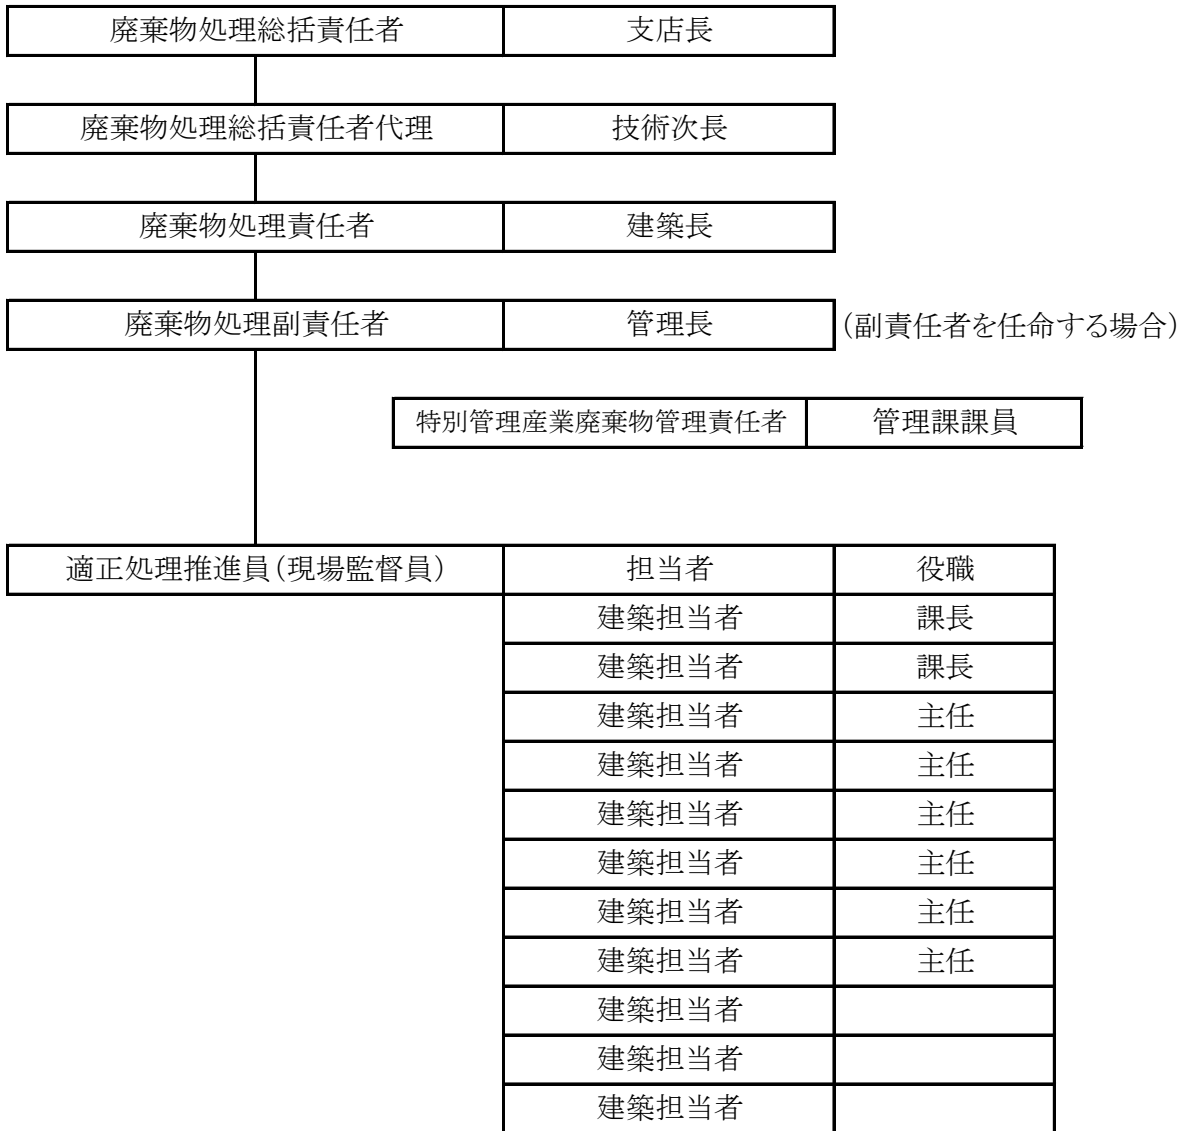 廃棄物処理総括責任者 支店長
廃棄物処理総括責任者代理 技術次長
廃棄物処理責任者 建築長
廃棄物処理副責任者 管理長 (副責任者を任命する場合)
特別管理産業廃棄物管理責任者 管理課課員
適正処理推進員(現場監督員) 担当者 役職
建築担当者 課長
建築担当者 課長
建築担当者 主任
建築担当者 主任
建築担当者 主任
建築担当者 主任
建築担当者 主任
建築担当者 主任
建築担当者
建築担当者
建築担当者